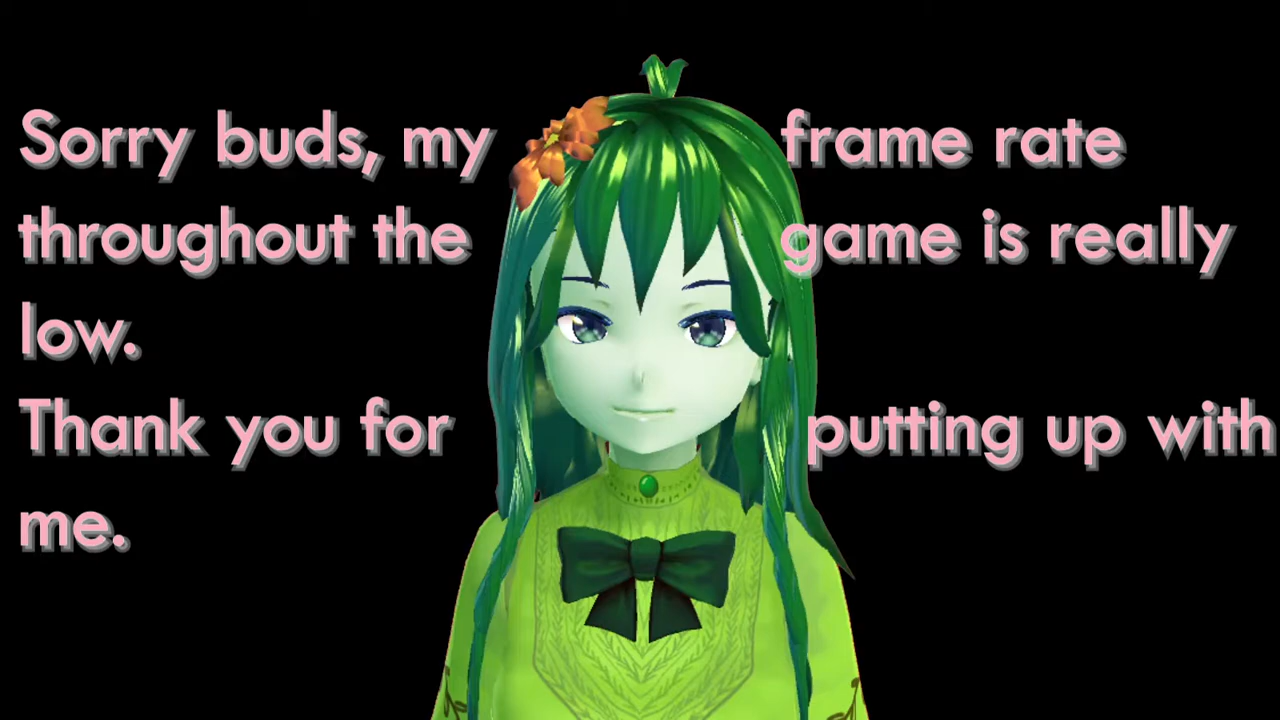 Sorry buds, my frame rate
throughout the game is really
low.
Thank you for putting up with
me.